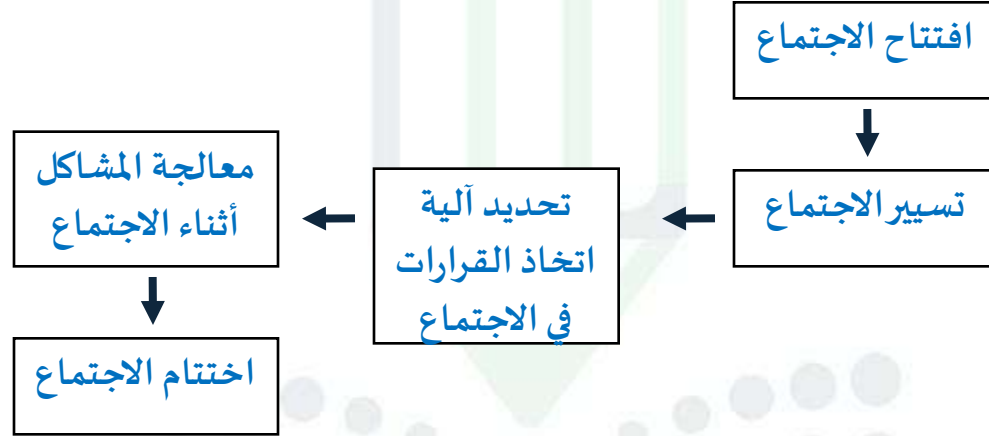 افتتاح الاجتماع
تسيير الاجتماع
تحديد آلية
اتخاذ القرارات
في الاجتماع
معالجة المشاكل
أثناء الاجتماع
اختتام الاجتماع